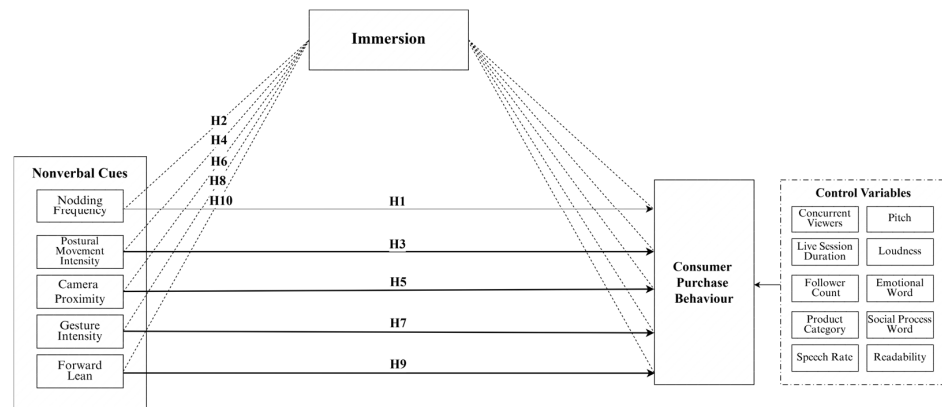 Immersion
H2
H4
H6
H8
H10
Nonverbal Cues
Nodding
Frequency
Postural
Movement
Intensity
Camera
Proximity
Gesture
Intensity
Forward
Lean
H1
H3
H5
H7
H9
Consumer
Purchase
Behaviour
Control Variables
Concurrent
Viewers
Pitch
Live Session
Duration
Loudness
Follower
Count
Emotional
Word
Product
Category
Social Process
Word
Speech Rate
Readability